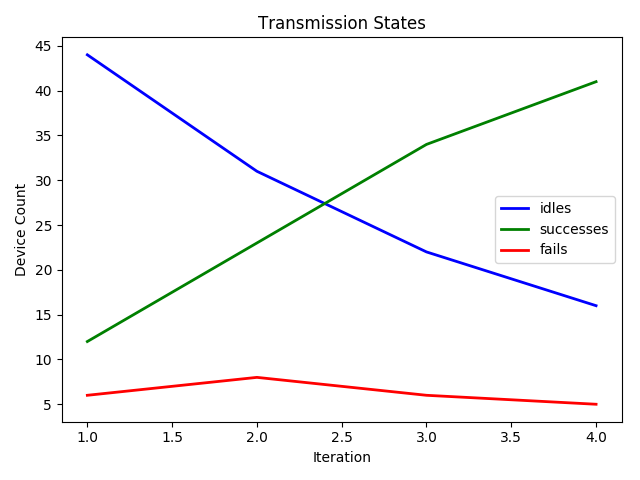 Transmission States
45
40
35
30
25
20
15
10
5
Device Count
idles
successes
fails
1.0 1.5 2.0 2.5 3.0 3.5 4.0
Iteration